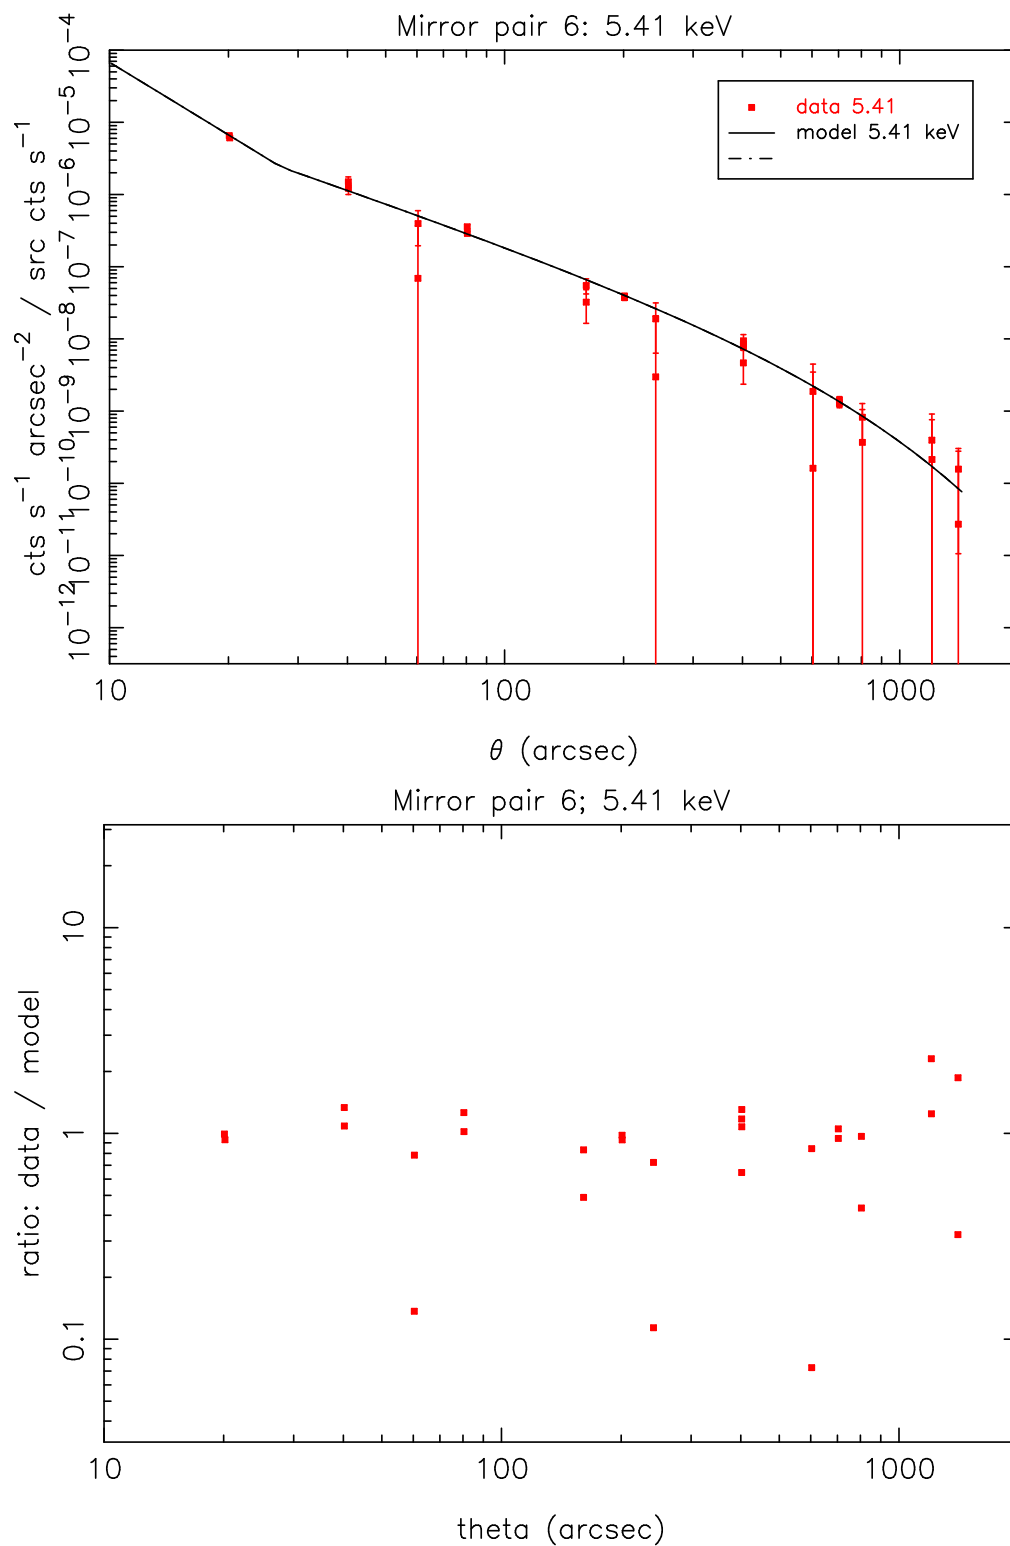 Mirror pair 6: 5.41 keV
cts s−1 arcsec−2 / src cts s−1
10−4
10−5
10−6
10−7
10−8
10−9
10−10
10−11
10−12
data 5.41
model 5.41 keV
10 100 1000
θ (arcsec)
Mirror pair 6; 5.41 keV
ratio: data / model
10
1
0.1
10 100 1000
theta (arcsec)